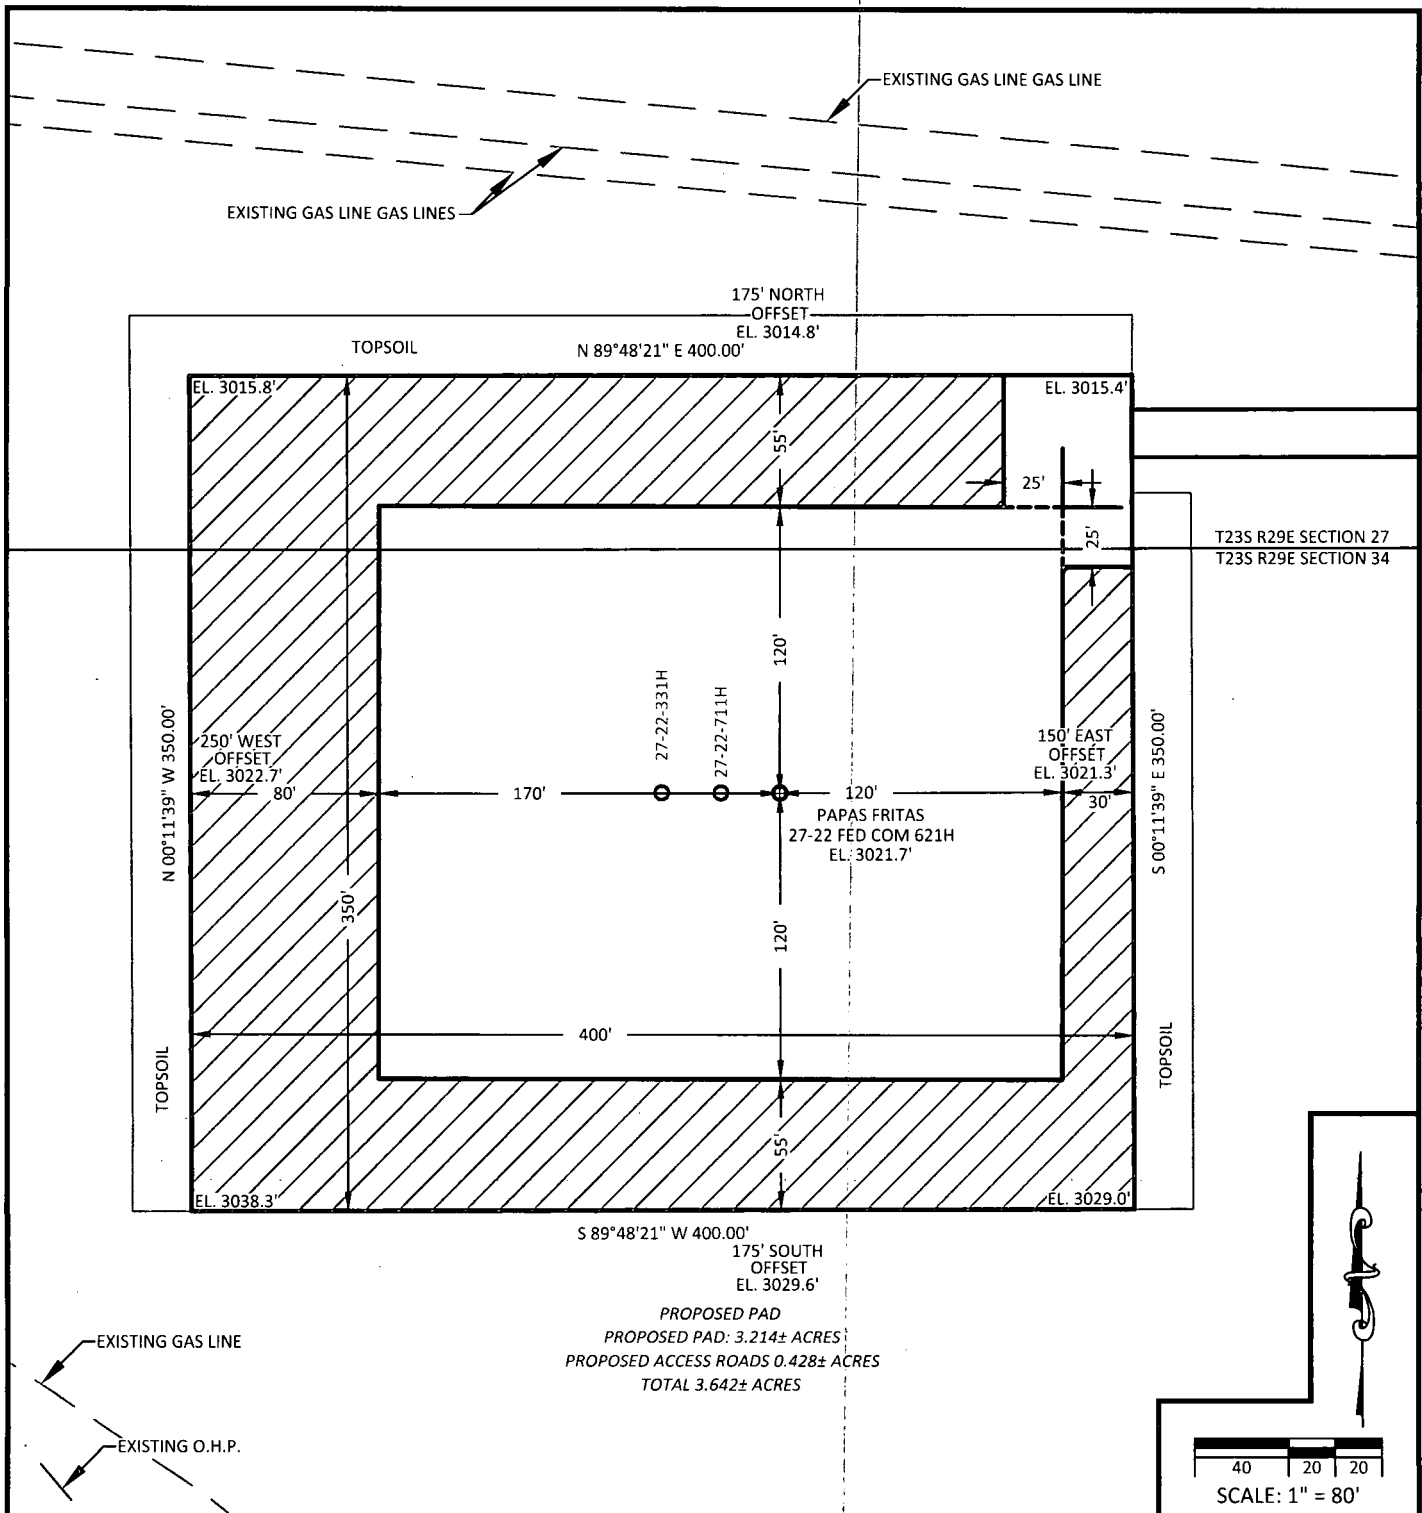 EXISTING GAS LINE GAS LINE
EXISTING GAS LINE GAS LINES
175' NORTH
OFFSET
EL. 3014.8'
TOPSOIL
N 89°48'21" E 400.00'
EL. 3015.8'
EL. 3015.4'
55'
25'
25'
T23S R29E SECTION 27
T23S R29E SECTION 34
120'
27-22-331H
27-22-711H
N 00°11'39" W 350.00'
250' WEST
OFFSET
EL. 3022.7'
80'
170'
120'
150' EAST
OFFSET
EL. 3021.3'
30'
S 00°11'39" E 350.00'
PAPAS FRITAS
27-22 FED COM 621H
EL. 3021.7'
350'
120'
400'
TOPSOIL
TOPSOIL
55'
EL. 3038.3'
EL. 3029.0'
S 89°48'21" W 400.00'
175' SOUTH
OFFSET
EL. 3029.6'
PROPOSED PAD
PROPOSED PAD: 3.214± ACRES
PROPOSED ACCESS ROADS 0.428± ACRES
TOTAL 3.642± ACRES
EXISTING GAS LINE
EXISTING O.H.P.
40 20 20
SCALE: 1" = 80'